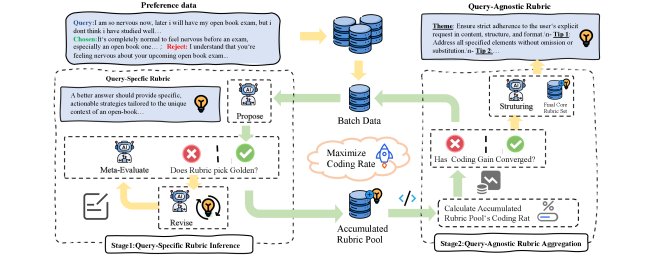 Preference data
Query:I am so nervous now, later i will have my open book exam, but i
dont think i have studied well…
Chosen:It's completely normal to feel nervous before an exam,
especially an open book one… ; Reject: I understand that you're
feeling nervous about your upcoming open book exam...
Query-Specific Rubric
A better answer should provide specific,
actionable strategies tailored to the unique
context of an open-book…
Propose
Meta-Evaluate
Does Rubric pick Golden?
Revise
Stage1:Query-Specific Rubric Inference
Batch Data
Maximize
Coding Rate
Accumulated
Rubric Pool
Query-Agnostic Rubric
Theme: Ensure strict adherence to the user's explicit
request in content, structure, and format.\n- Tip 1:
Address all specified elements without omission or
substitution.\n- Tip 2:…
Struturing
Final Core
Rubric Set
Has Coding Gain Converged?
Calculate Accumulated
Rubric Pool's Coding Rat
Stage2:Query-Agnostic Rubric Aggregation